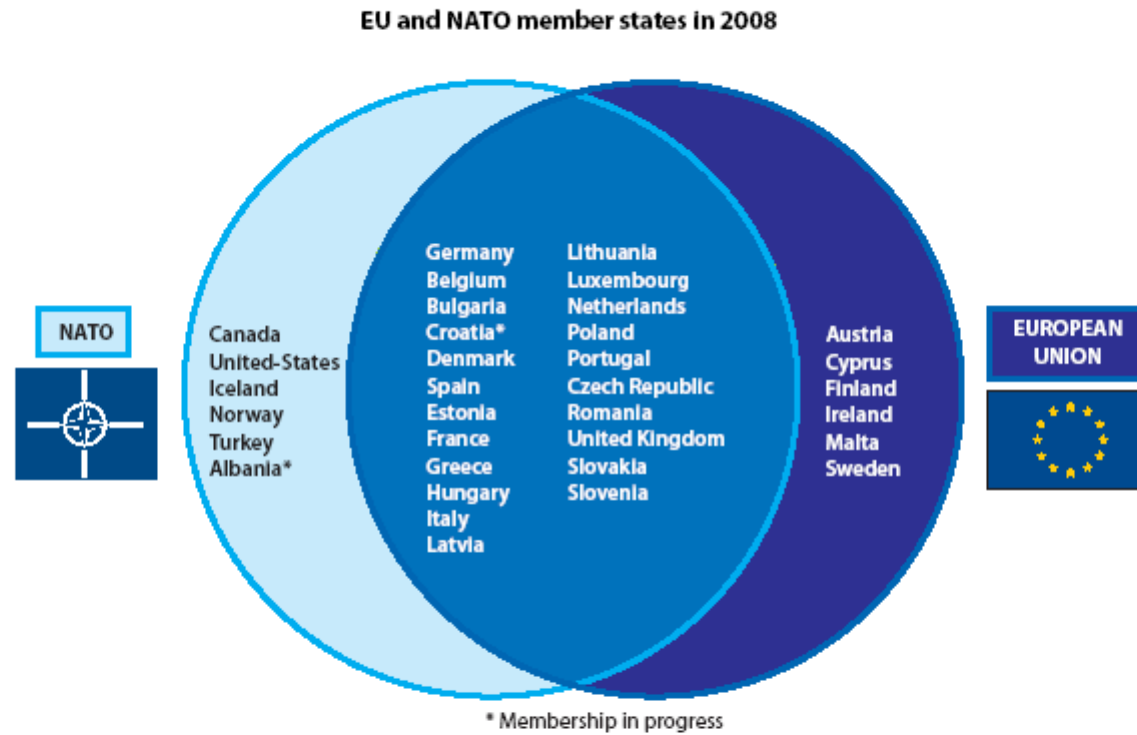 EU and NATO member states in 2008
NATO
Canada
United-States
Iceland
Norway
Turkey
Albania*
Germany
Belgium
Bulgaria
Croatia*
Denmark
Spain
Estonia
France
Greece
Hungary
Italy
Latvia
Lithuania
Luxembourg
Netherlands
Poland
Portugal
Czech Republic
Romania
United Kingdom
Slovakia
Slovenia
Austria
Cyprus
Finland
Ireland
Malta
Sweden
EUROPEAN
UNION
* Membership in progress